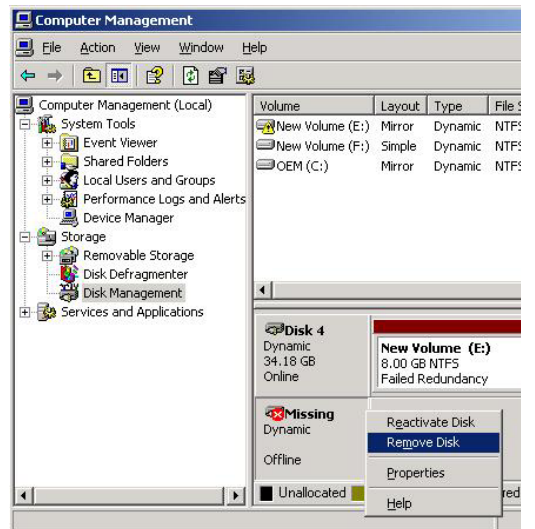 Computer Management
File Action View Window Help
Computer Management (Local)
System Tools
Event Viewer
Shared Folders
Local Users and Groups
Performance Logs and Alerts
Device Manager
Storage
Removable Storage
Disk Defragmenter
Disk Management
Services and Applications
Volume Layout Type File S
New Volume (E:) Mirror Dynamic NTFS
New Volume (F:) Simple Dynamic NTFS
OEM (C:) Mirror Dynamic NTFS
Disk 4
Dynamic
34.18 GB
Online
New Volume (E:)
8.00 GB NTFS
Failed Redundancy
Missing
Dynamic
Offline
Reactivate Disk
Remove Disk
Properties
Help
Unallocated